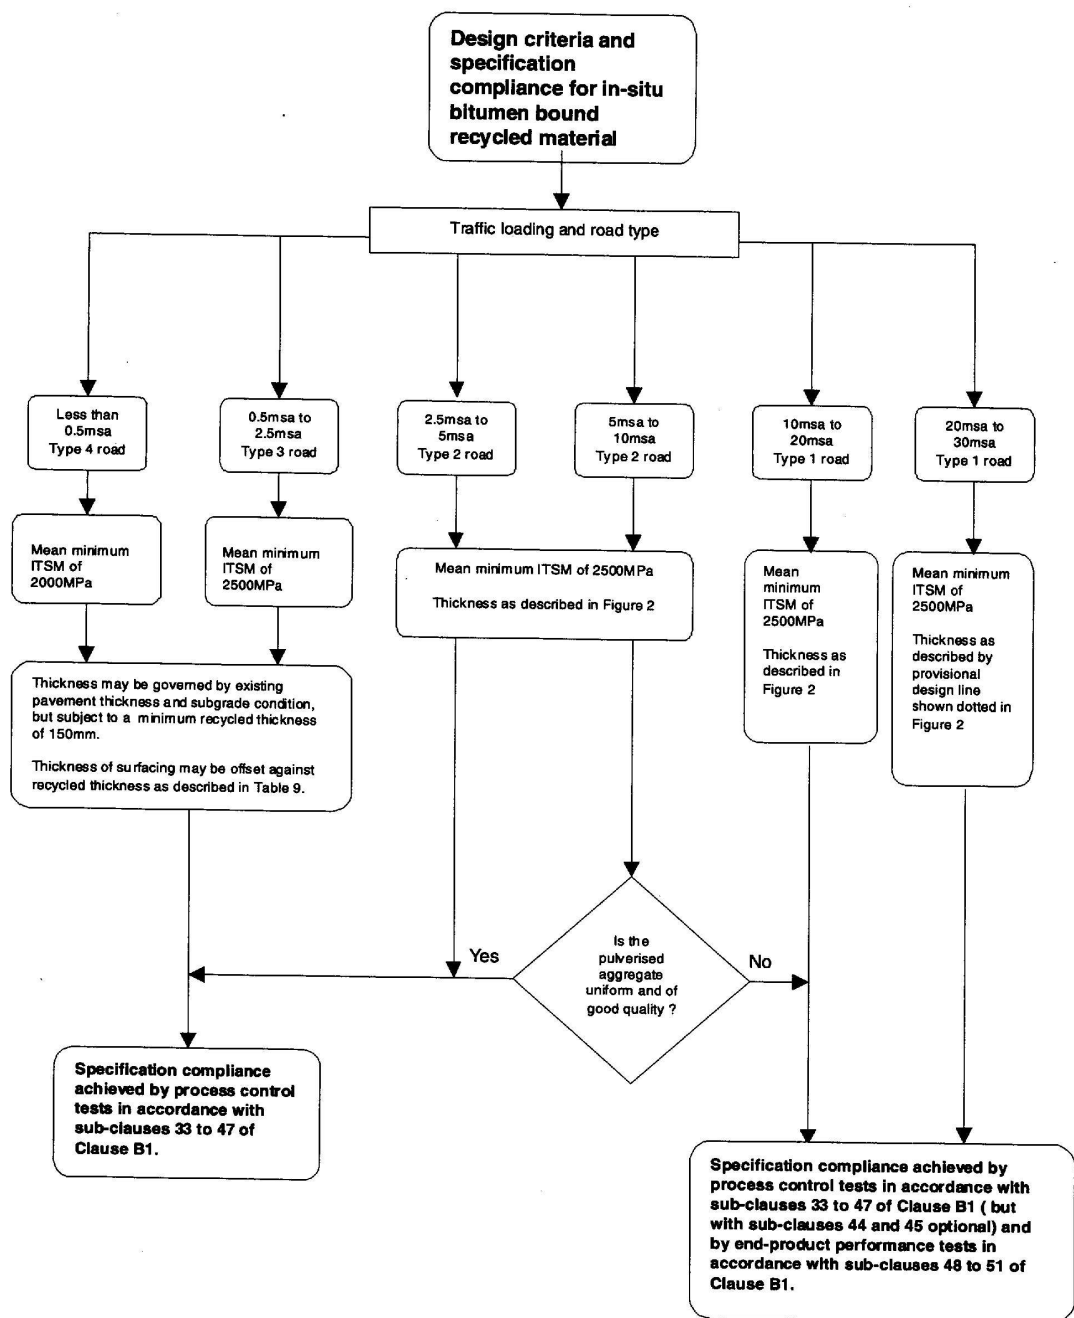 Design criteria and
specification
compliance for in-situ
bitumen bound
recycled material
Traffic loading and road type
Less than
0.5msa
Type 4 road
0.5msa to
2.5msa
Type 3 road
2.5msa to
5msa
Type 2 road
5msa to
10msa
Type 2 road
10msa to
20msa
Type 1 road
20msa to
30msa
Type 1 road
Mean minimum
ITSM of
2000MPa
Mean minimum
ITSM of
2500MPa
Mean minimum ITSM of 2500MPa
Thickness as described in Figure 2
Mean
minimum
ITSM of
2500MPa
Thickness as
described in
Figure 2
Mean minimum
ITSM of
2500MPa
Thickness as
described by
provisional
design line
shown dotted in
Figure 2
Thickness may be governed by existing
pavement thickness and subgrade condition,
but subject to a minimum recycled thickness
of 150mm.
Thickness of surfacing may be offset against
recycled thickness as described in Table 9.
Is the
pulverised
aggregate
uniform and of
good quality ?
Yes
No
Specification compliance
achieved by process control
tests in accordance with
sub-clauses 33 to 47 of
Clause B1.
Specification compliance achieved by
process control tests in accordance with
sub-clauses 33 to 47 of Clause B1 ( but
with sub-clauses 44 and 45 optional) and
by end-product performance tests in
accordance with sub-clauses 48 to 51 of
Clause B1.